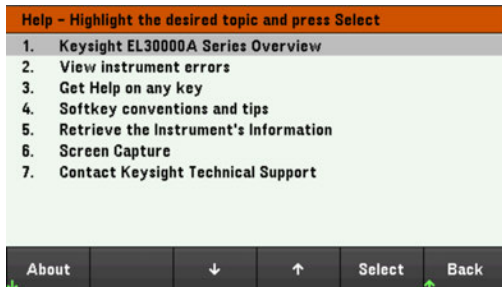 Help - Highlight the desired topic and press Select
1. Keysight EL30000A Series Overview
2. View instrument errors
3. Get Help on any key
4. Softkey conventions and tips
5. Retrieve the Instrument's Information
6. Screen Capture
7. Contact Keysight Technical Support
About ↓ ↑ Select Back